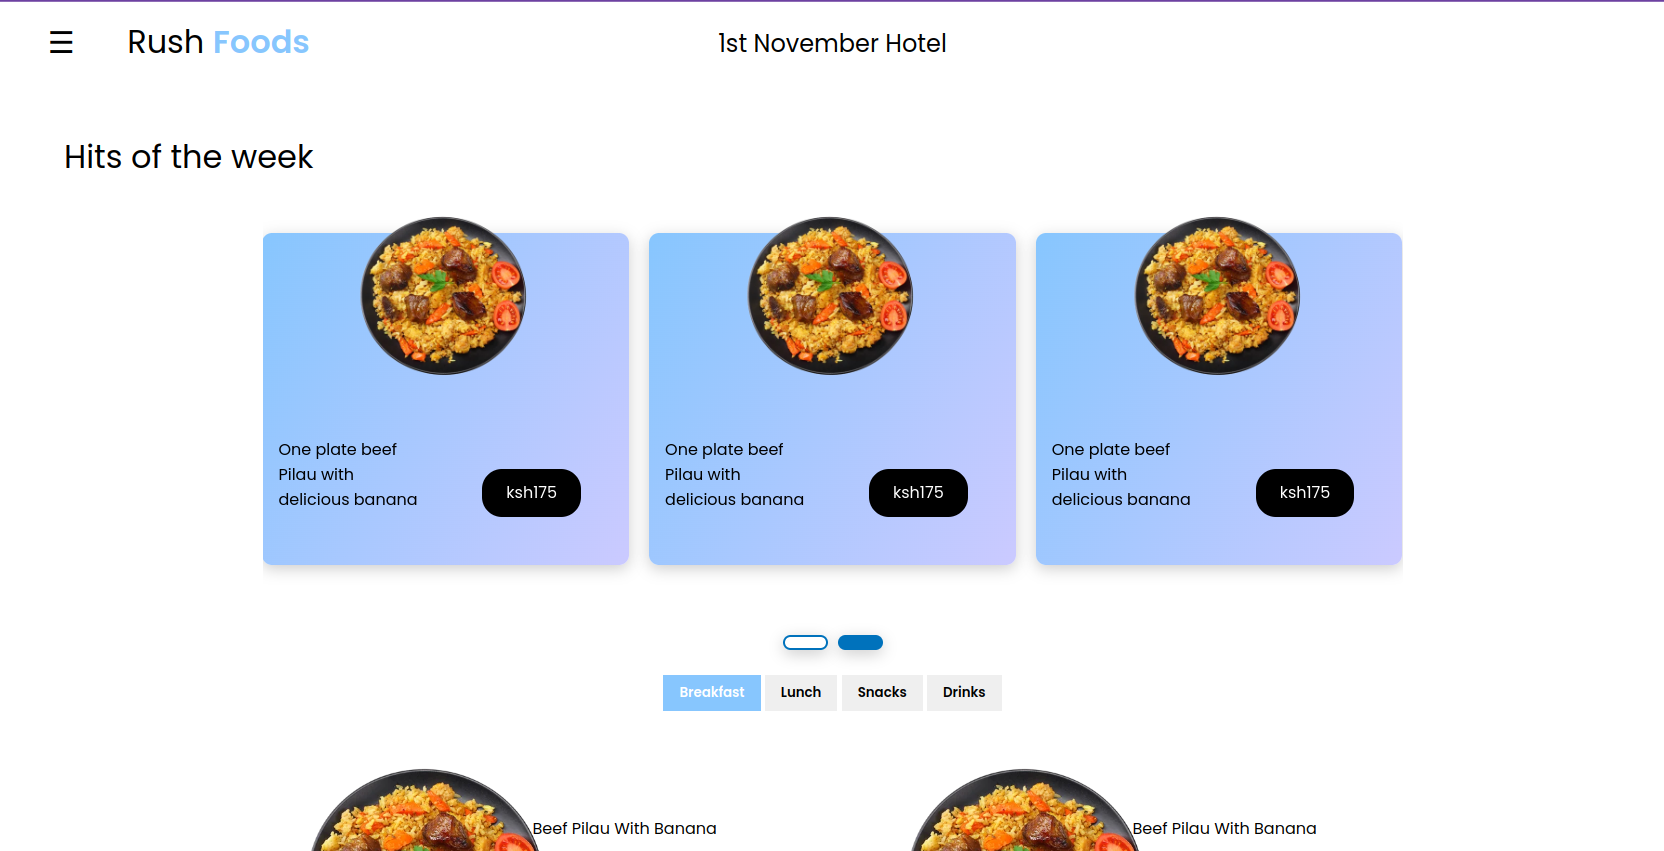 ☰ Rush Foods
1st November Hotel
Hits of the week
One plate beef
Pilau with
delicious banana
ksh175
One plate beef
Pilau with
delicious banana
ksh175
One plate beef
Pilau with
delicious banana
ksh175
Breakfast Lunch Snacks Drinks
Beef Pilau With Banana
Beef Pilau With Banana